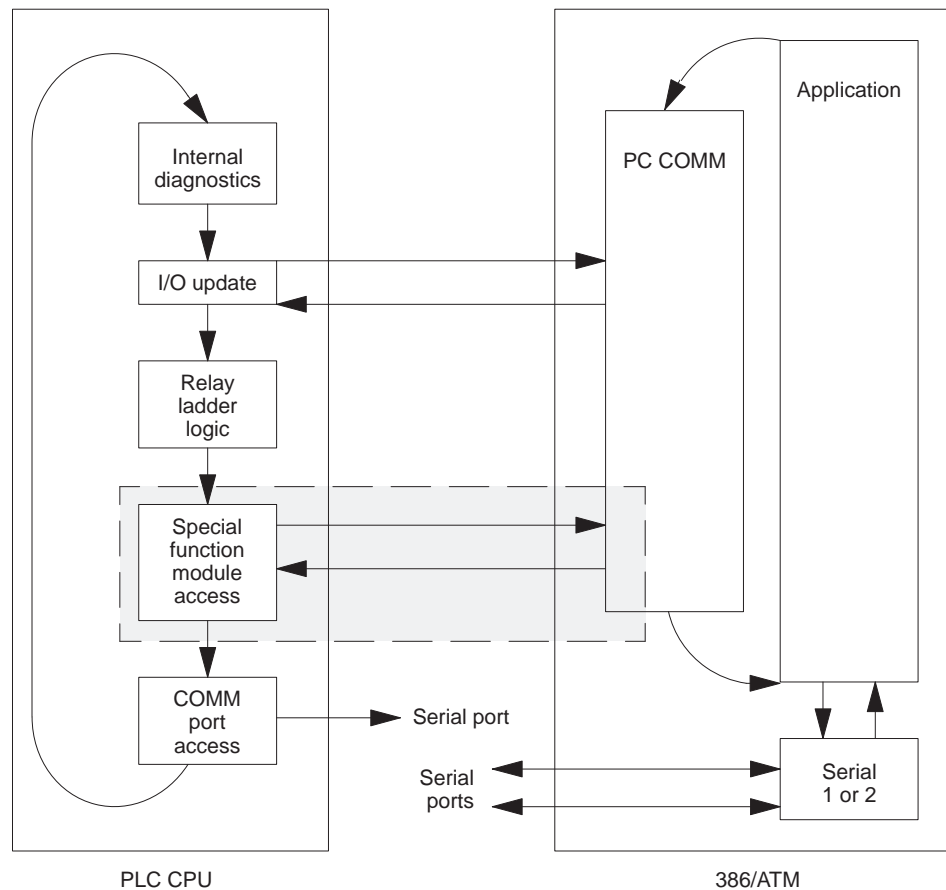 Application
PC COMM
Internal
diagnostics
I/O update
Relay
ladder
logic
Special
function
module
access
COMM
port
access
Serial port
Serial
ports
Serial
1 or 2
PLC CPU
386/ATM